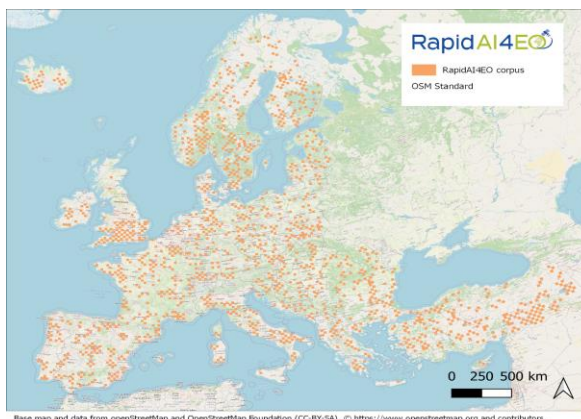 RapidAI4EO
RapidAI4EO corpus
OSM Standard
0 250 500 km
Base map and data from openStreetMap and OpenStreetMap Foundation (CC-BY-SA). © https://www.openstreetmap.org and contributors